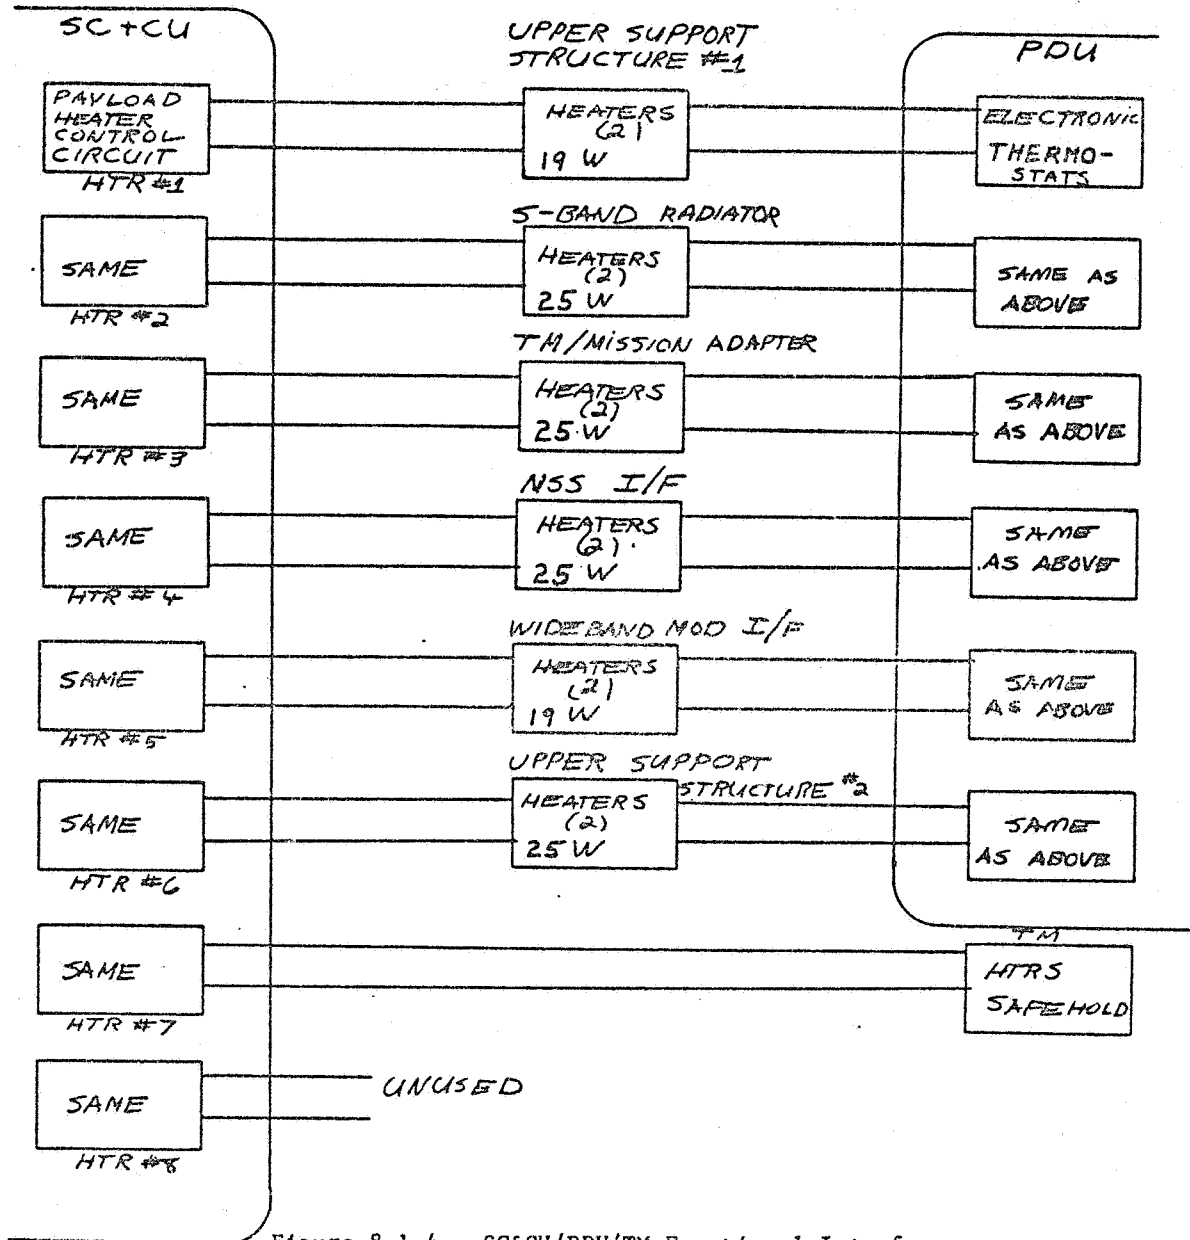 SC+CU
UPPER SUPPORT
STRUCTURE #1
PDU
PAYLOAD
HEATER
CONTROL
CIRCUIT
HTR #1
HEATERS
(2)
19 W
ELECTRONIC
THERMO-
STATS
SAME
HTR #2
S-BAND RADIATOR
HEATERS
(2)
25 W
SAME AS
ABOVE
SAME
HTR #3
TM/MISSION ADAPTER
HEATERS
(2)
25 W
SAME
AS ABOVE
SAME
HTR #4
NSS I/F
HEATERS
(2)
25 W
SAME
AS ABOVE
SAME
HTR #5
WIDEBAND MOD I/F
HEATERS
(2)
19 W
SAME
AS ABOVE
SAME
HTR #6
UPPER SUPPORT
STRUCTURE #2
HEATERS
(2)
25 W
SAME
AS ABOVE
SAME
HTR #7
TM
HTRS
SAFEHOLD
SAME
HTR #8
UNUSED